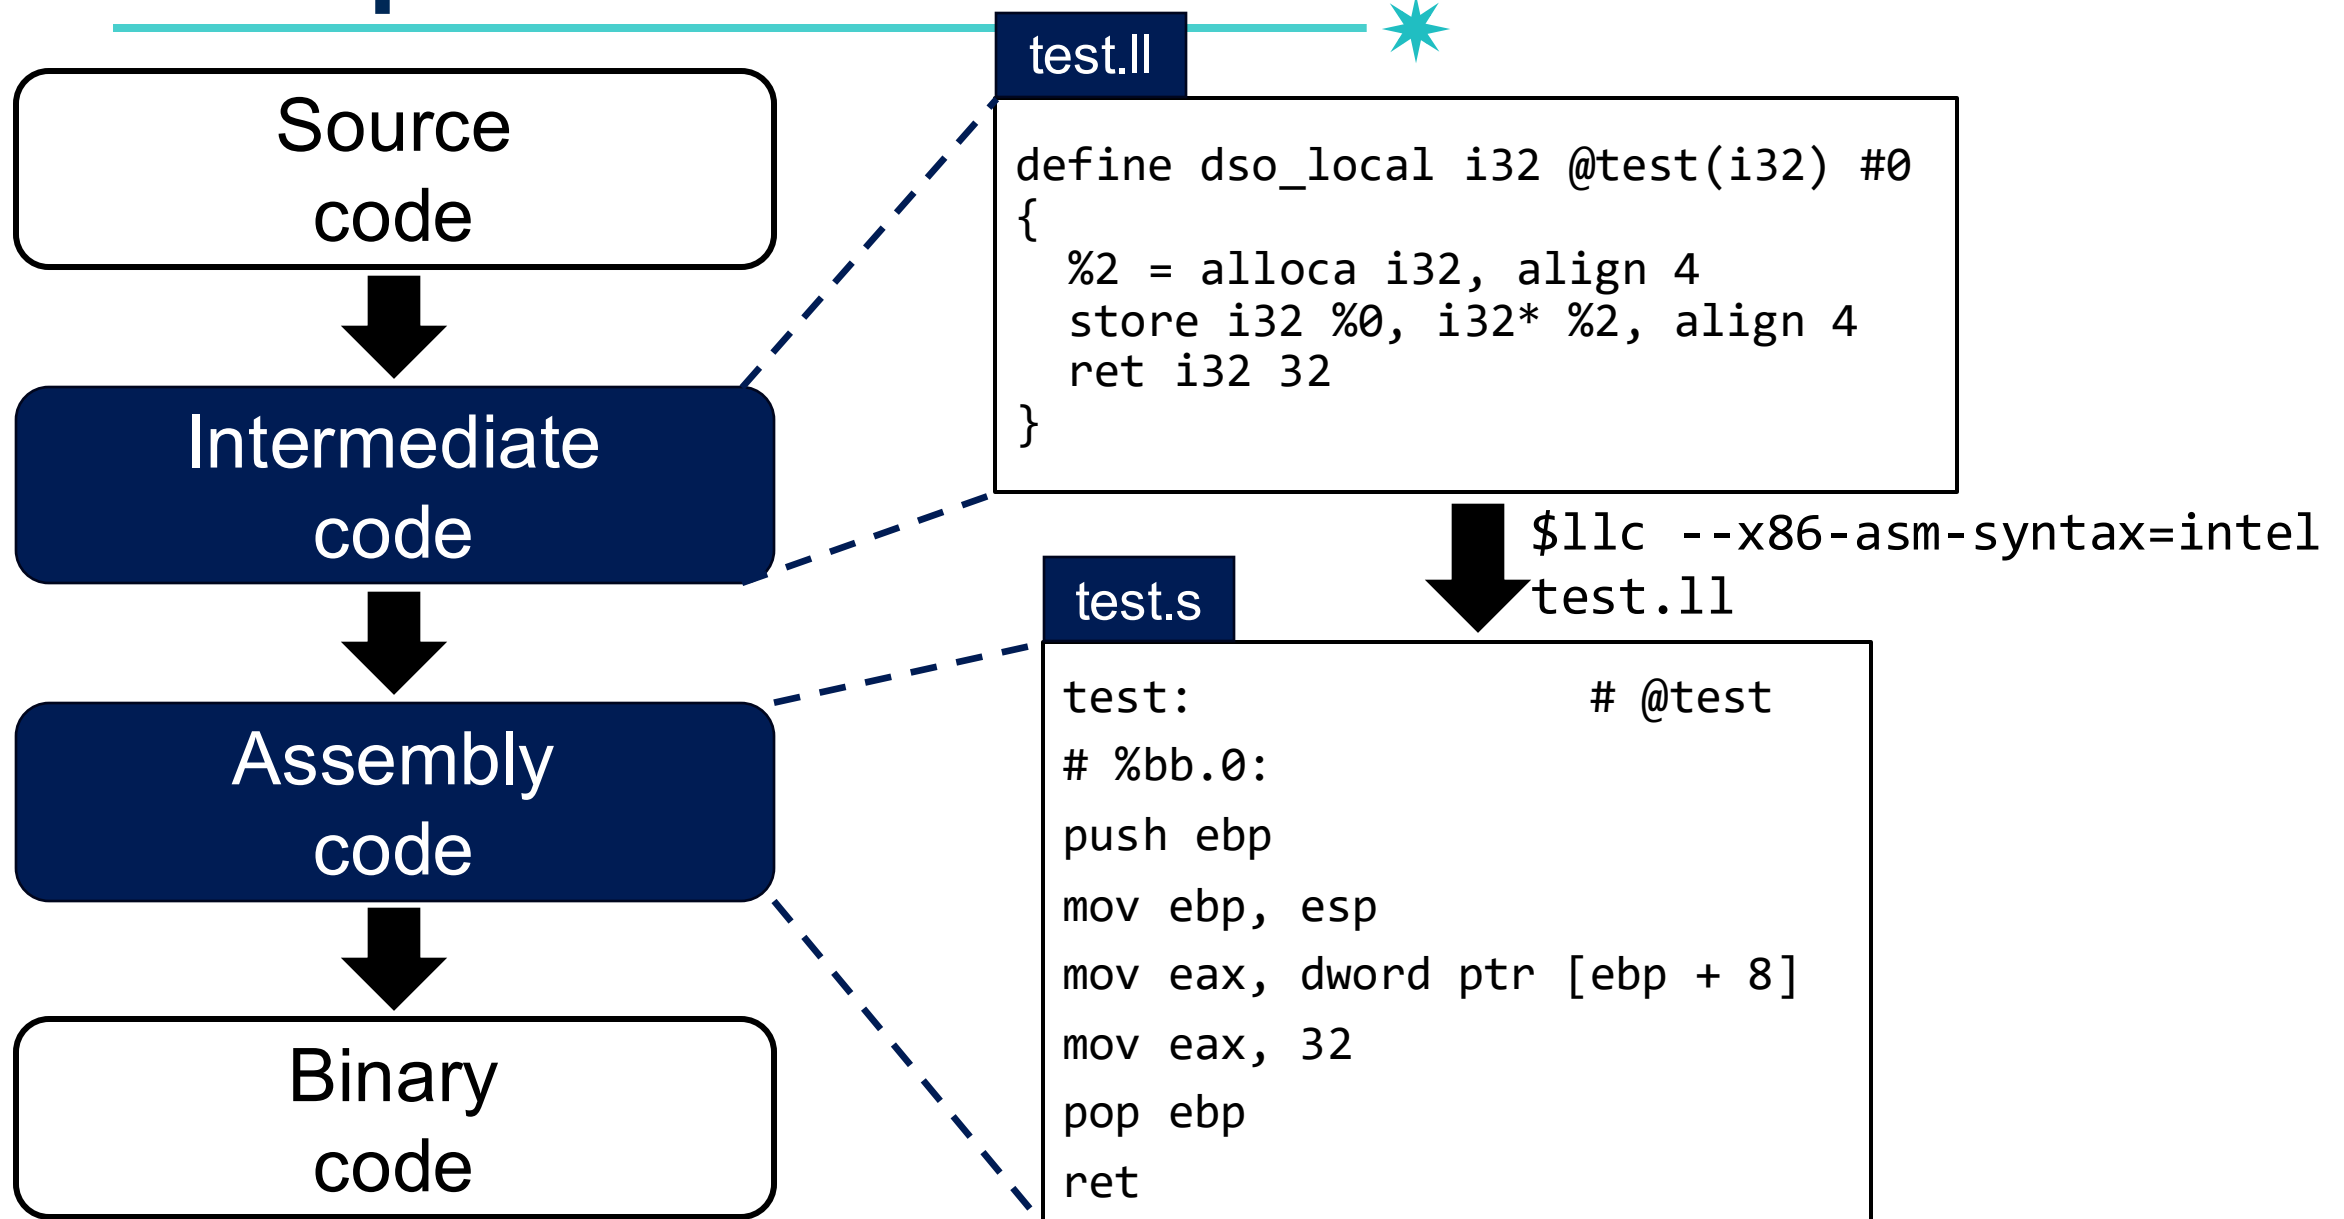 Source
code
Intermediate
code
Assembly
code
Binary
code
test.ll
define dso_local i32 @test(i32) #0
{
  %2 = alloca i32, align 4
  store i32 %0, i32* %2, align 4
  ret i32 32
}
$llc --x86-asm-syntax=intel
test.ll
test.s
test:               # @test
# %bb.0:
push ebp
mov ebp, esp
mov eax, dword ptr [ebp + 8]
mov eax, 32
pop ebp
ret